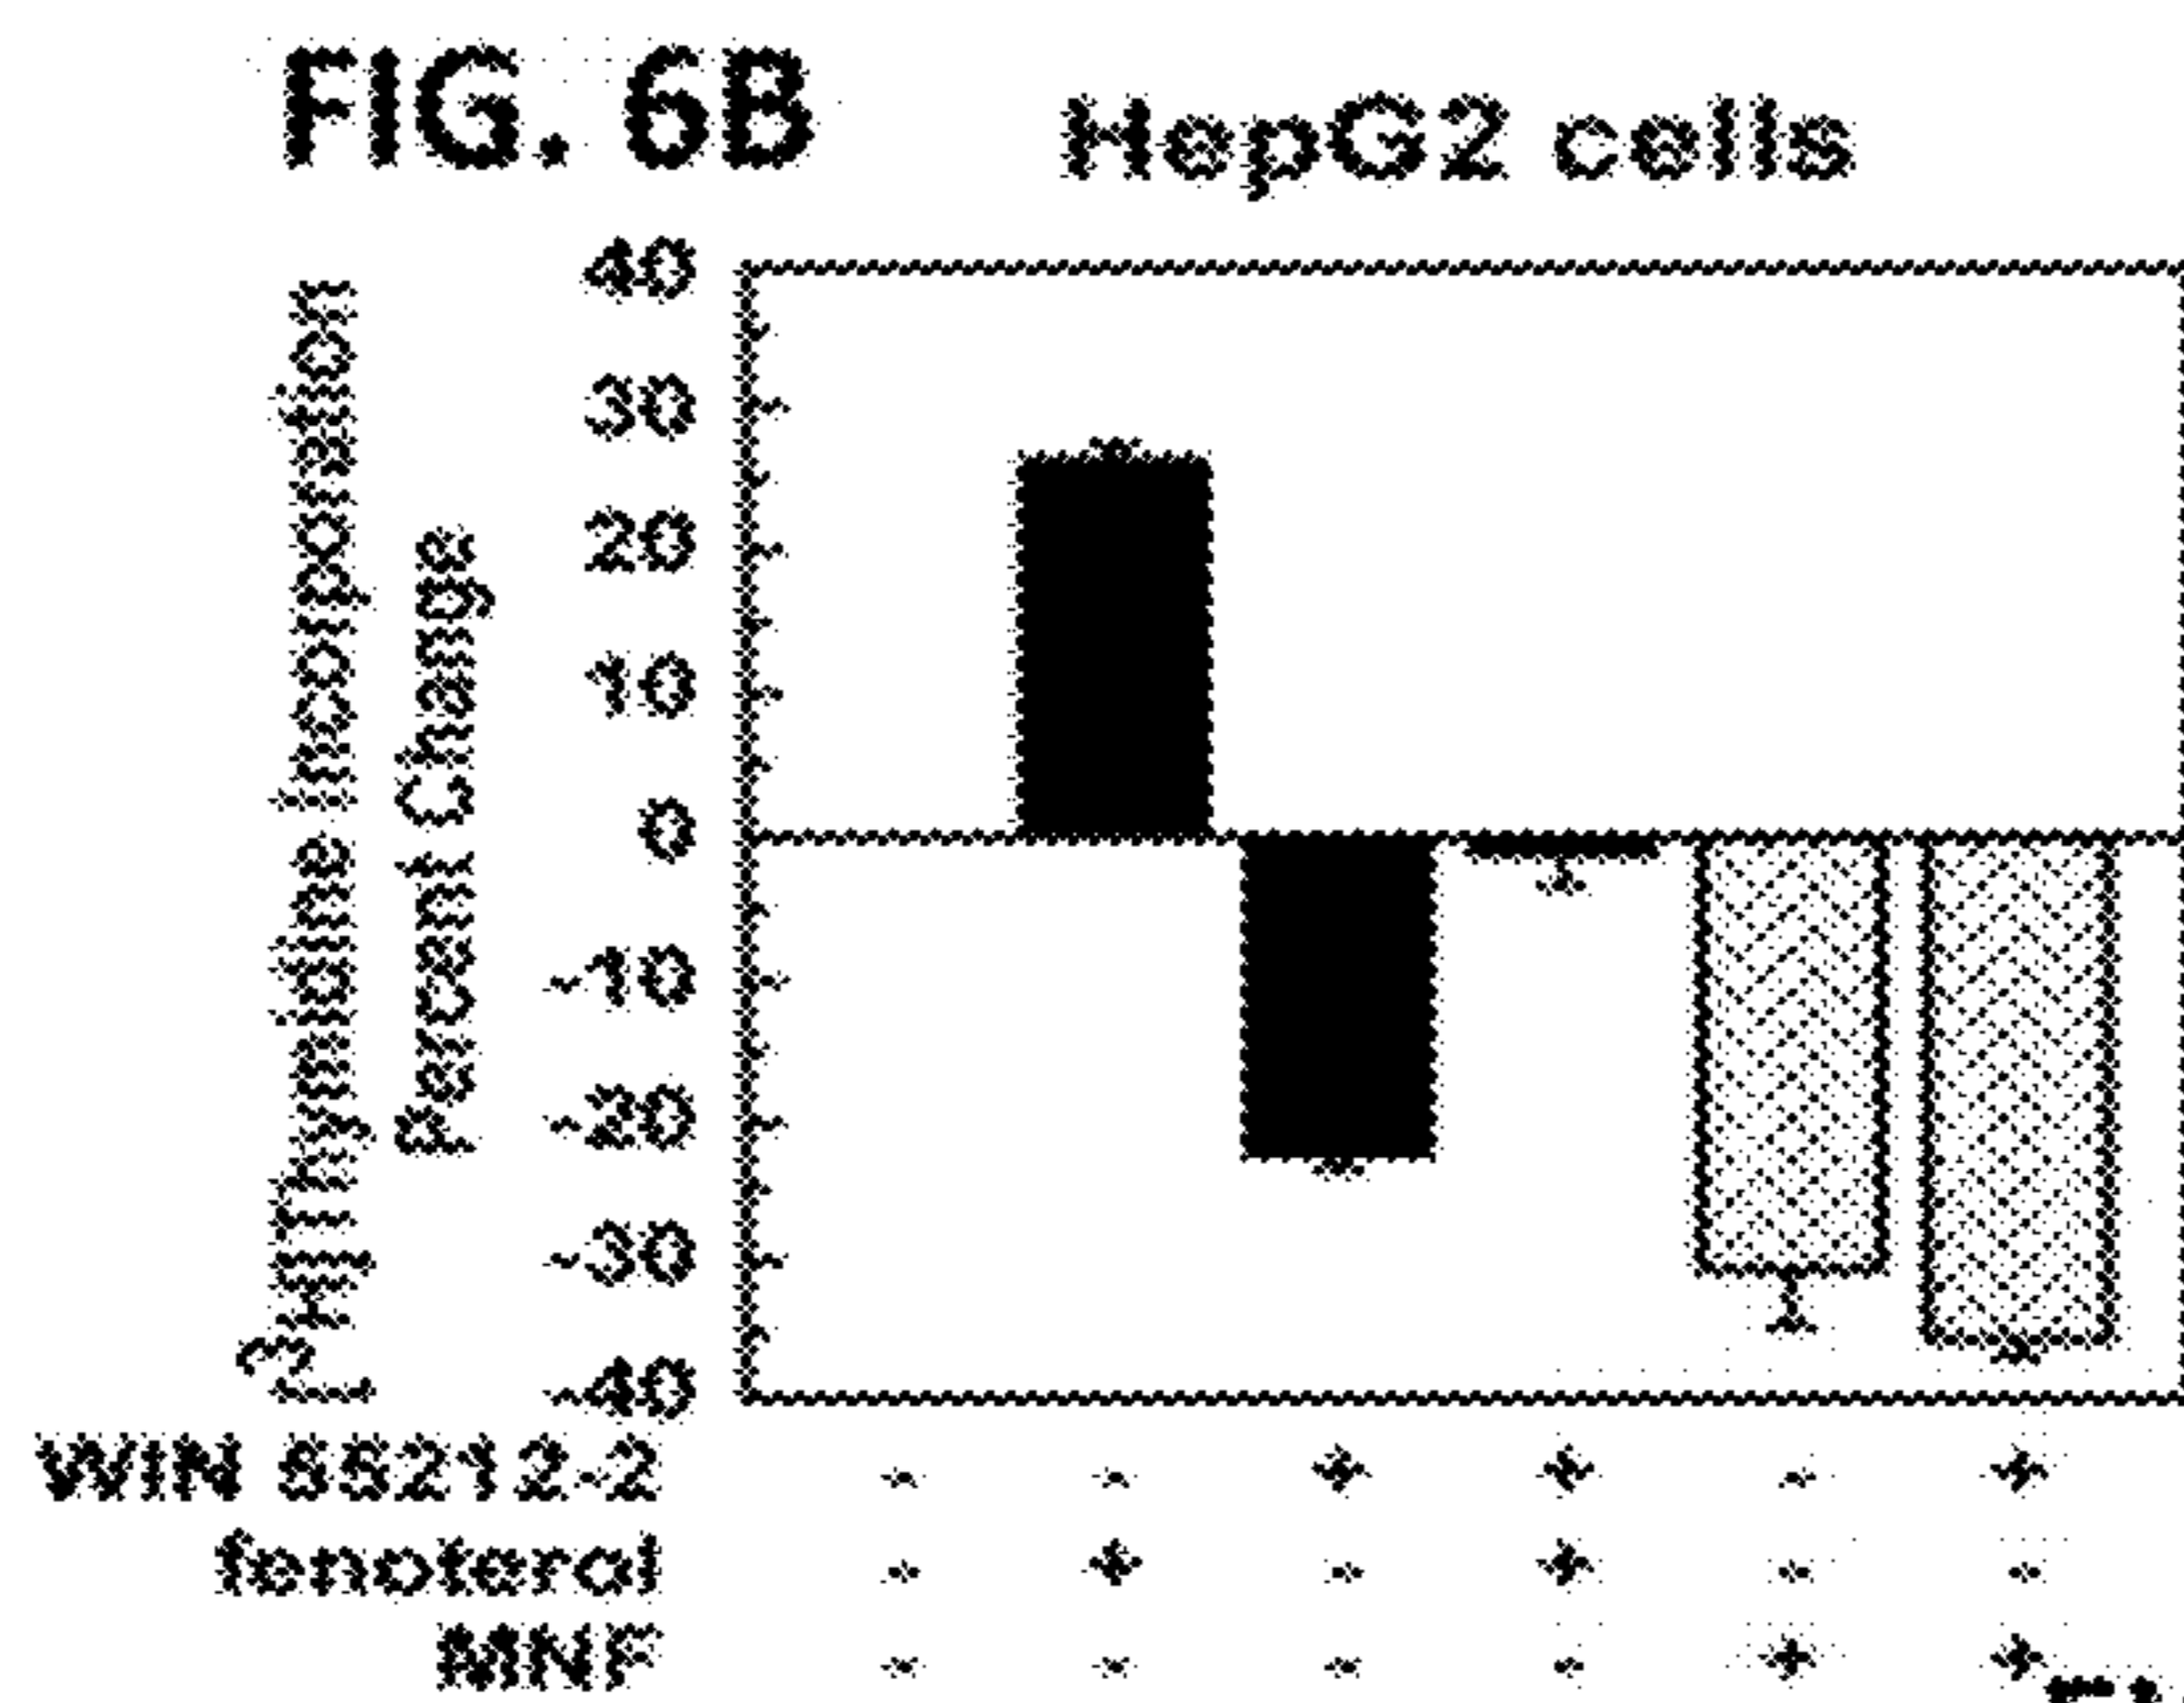 FIG. 6B
HepG2 cells
[3H]Thymidine Incorporation
Percent Change
40
30
20
10
0
-10
-20
-30
-40
WIN 55212-2 - - + + - +
fenoterol - + - + - -
MNF - - - - + +